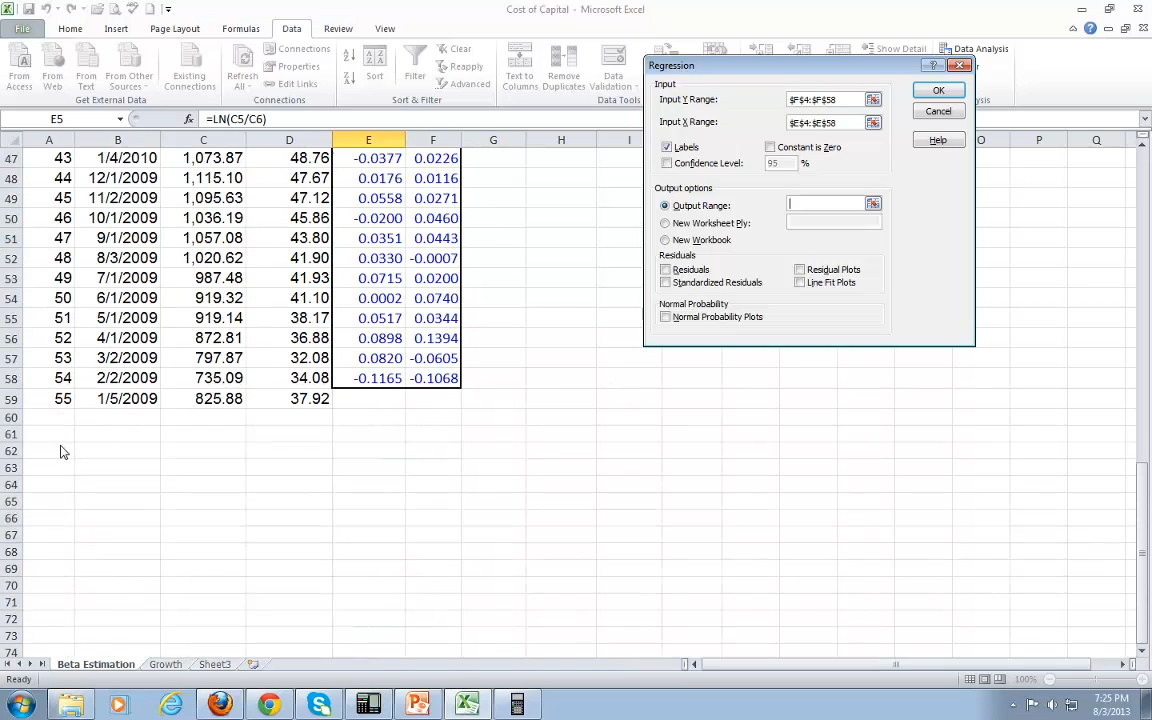 Cost of Capital - Microsoft Excel
File Home Insert Page Layout Formulas Data Review View
From Access From Web From Text From Other Sources Existing Connections Refresh All Connections Properties Edit Links Sort Filter Clear Reapply Advanced Text to Columns Remove Duplicates Data Validation Show Detail Data Analysis
Get External Data Connections Sort & Filter Data Tools
E5 fx =LN(C5/C6)
A B C D E F G H I O P Q
47 43 1/4/2010 1,073.87 48.76 -0.0377 0.0226
48 44 12/1/2009 1,115.10 47.67 0.0176 0.0116
49 45 11/2/2009 1,095.63 47.12 0.0558 0.0271
50 46 10/1/2009 1,036.19 45.86 -0.0200 0.0460
51 47 9/1/2009 1,057.08 43.80 0.0351 0.0443
52 48 8/3/2009 1,020.62 41.90 0.0330 -0.0007
53 49 7/1/2009 987.48 41.93 0.0715 0.0200
54 50 6/1/2009 919.32 41.10 0.0002 0.0740
55 51 5/1/2009 919.14 38.17 0.0517 0.0344
56 52 4/1/2009 872.81 36.88 0.0898 0.1394
57 53 3/2/2009 797.87 32.08 0.0820 -0.0605
58 54 2/2/2009 735.09 34.08 -0.1165 -0.1068
59 55 1/5/2009 825.88 37.92
60
61
62
63
64
65
66
67
68
69
70
71
72
73
74
Regression
Input
Input Y Range: $F$4:$F$58 OK
Input X Range: $E$4:$E$58 Cancel
Labels Constant is Zero Help
Confidence Level: 95 %
Output options
Output Range:
New Worksheet Ply:
New Workbook
Residuals
Residuals Residual Plots
Standardized Residuals Line Fit Plots
Normal Probability
Normal Probability Plots
Beta Estimation Growth Sheet3
Ready 100%
7:25 PM
8/3/2013